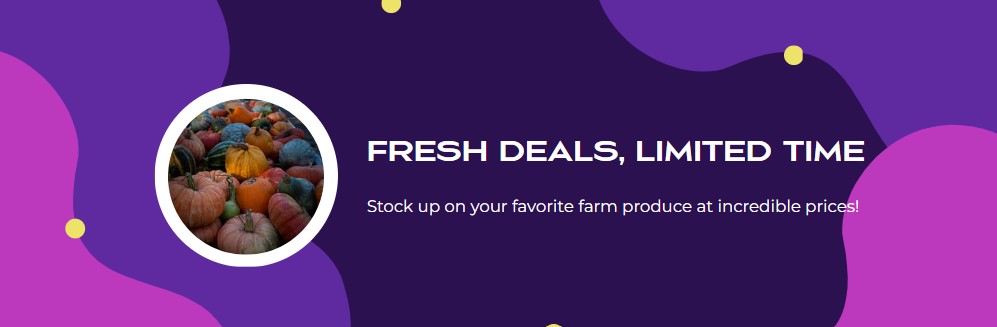 FRESH DEALS, LIMITED TIME
Stock up on your favorite farm produce at incredible prices!